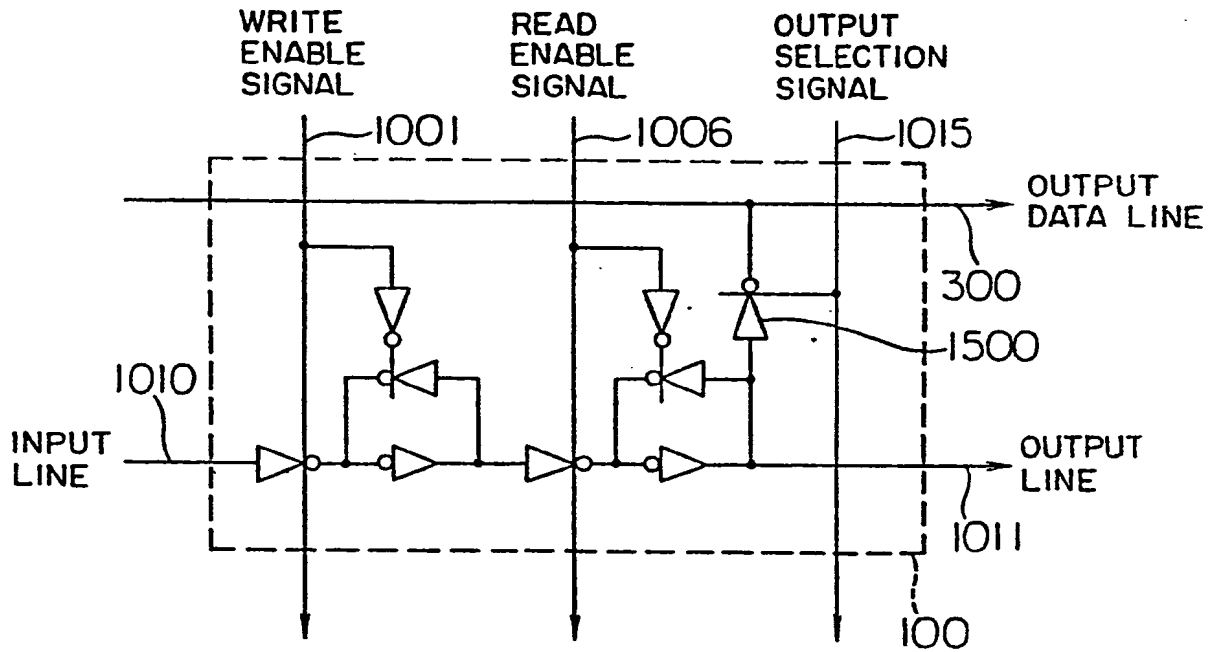 WRITE
ENABLE
SIGNAL
READ
ENABLE
SIGNAL
OUTPUT
SELECTION
SIGNAL
1001
1006
1015
OUTPUT
DATA LINE
300
1500
1010
INPUT
LINE
OUTPUT
LINE
1011
100